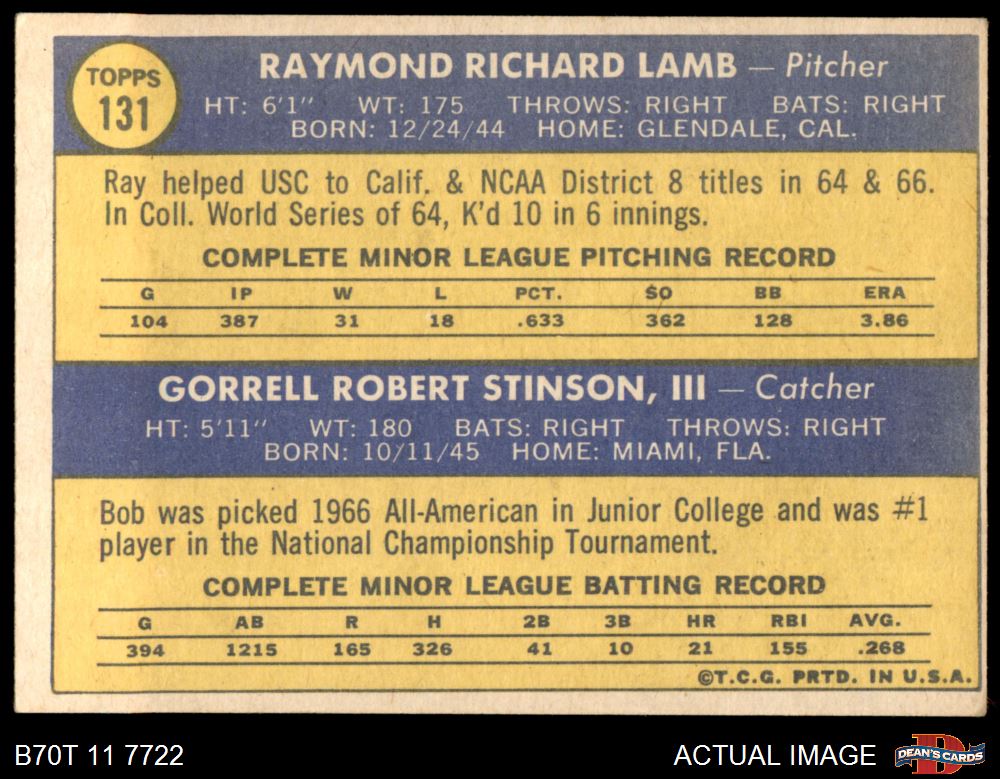 TOPPS
131
RAYMOND RICHARD LAMB — Pitcher
HT: 6'1" WT: 175 THROWS: RIGHT BATS: RIGHT
BORN: 12/24/44 HOME: GLENDALE, CAL.
Ray helped USC to Calif. & NCAA District 8 titles in 64 & 66.
In Coll. World Series of 64, K'd 10 in 6 innings.
COMPLETE MINOR LEAGUE PITCHING RECORD
G IP W L PCT. SO BB ERA
104 387 31 18 .633 362 128 3.86
GORRELL ROBERT STINSON, III — Catcher
HT: 5'11" WT: 180 BATS: RIGHT THROWS: RIGHT
BORN: 10/11/45 HOME: MIAMI, FLA.
Bob was picked 1966 All-American in Junior College and was #1
player in the National Championship Tournament.
COMPLETE MINOR LEAGUE BATTING RECORD
G AB R H 2B 3B HR RBI AVG.
394 1215 165 326 41 10 21 155 .268
©T.C.G. PRTD. IN U.S.A.
B70T 11 7722
ACTUAL IMAGE
DEAN'S CARDS